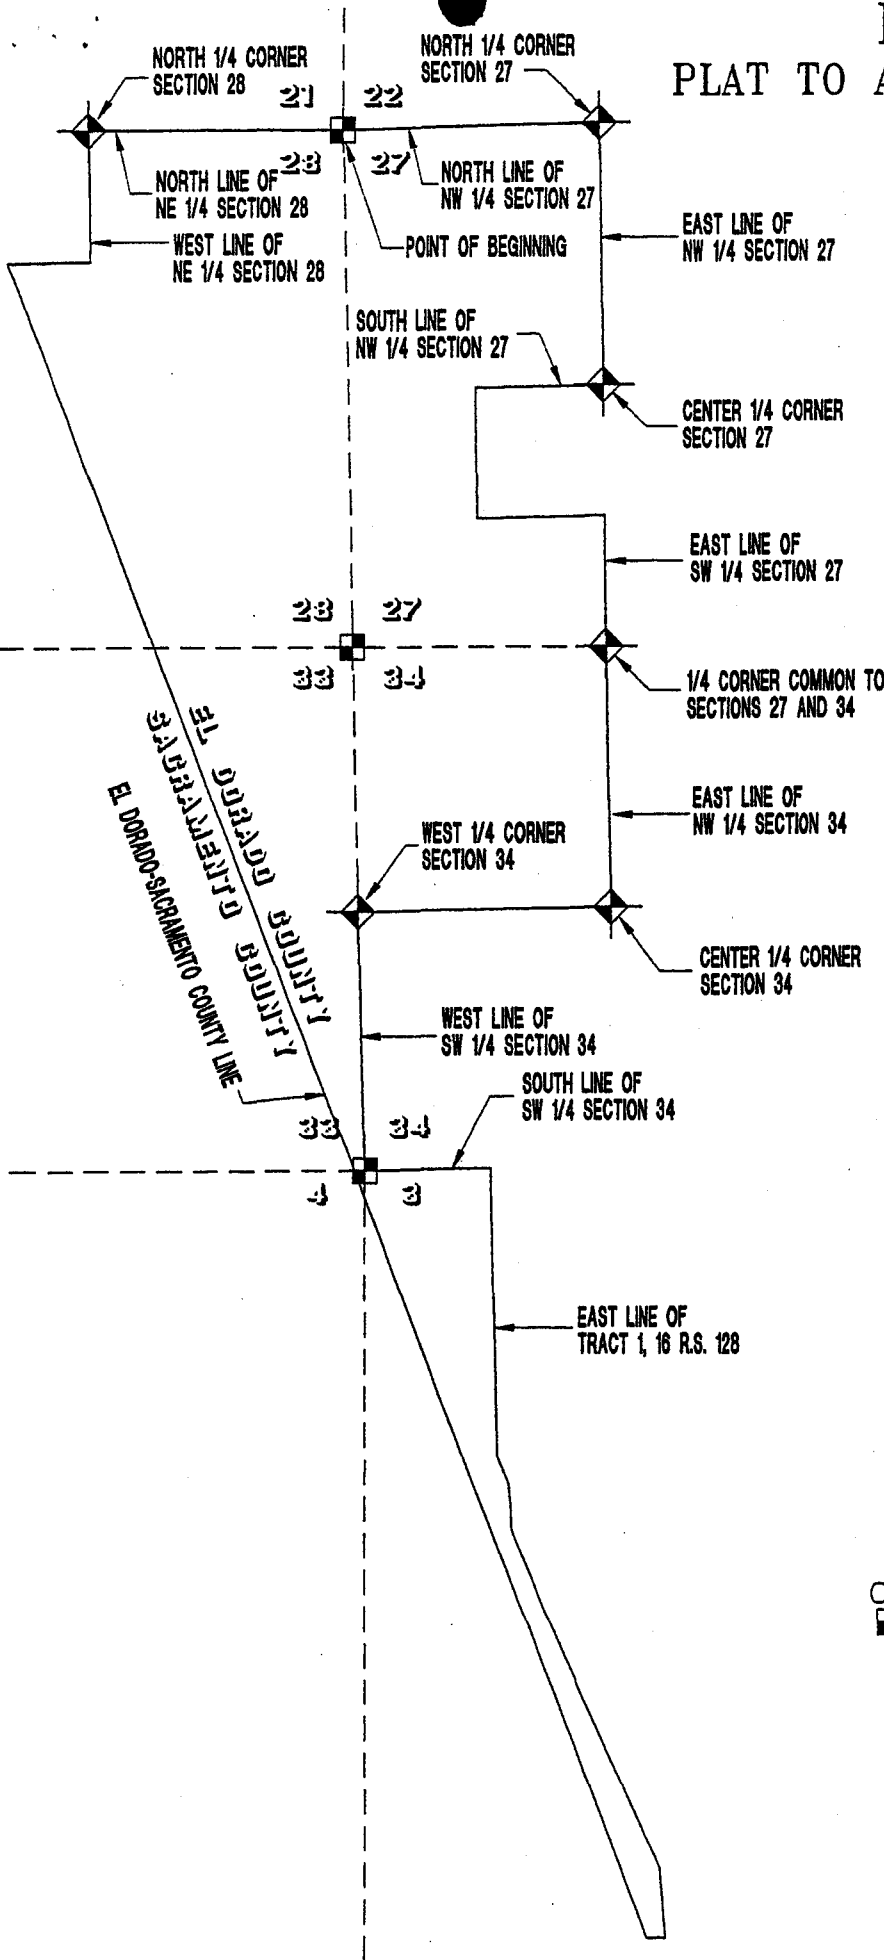 PLAT TO A
NORTH 1/4 CORNER
SECTION 28
NORTH 1/4 CORNER
SECTION 27
21 22
28 27
NORTH LINE OF
NE 1/4 SECTION 28
NORTH LINE OF
NW 1/4 SECTION 27
WEST LINE OF
NE 1/4 SECTION 28
POINT OF BEGINNING
EAST LINE OF
NW 1/4 SECTION 27
SOUTH LINE OF
NW 1/4 SECTION 27
CENTER 1/4 CORNER
SECTION 27
EAST LINE OF
SW 1/4 SECTION 27
28 27
33 34
1/4 CORNER COMMON TO
SECTIONS 27 AND 34
EL DORADO COUNTY
SACRAMENTO COUNTY
EL DORADO-SACRAMENTO COUNTY LINE
EAST LINE OF
NW 1/4 SECTION 34
WEST 1/4 CORNER
SECTION 34
CENTER 1/4 CORNER
SECTION 34
WEST LINE OF
SW 1/4 SECTION 34
SOUTH LINE OF
SW 1/4 SECTION 34
33 34
4 3
EAST LINE OF
TRACT 1, 16 R.S. 128